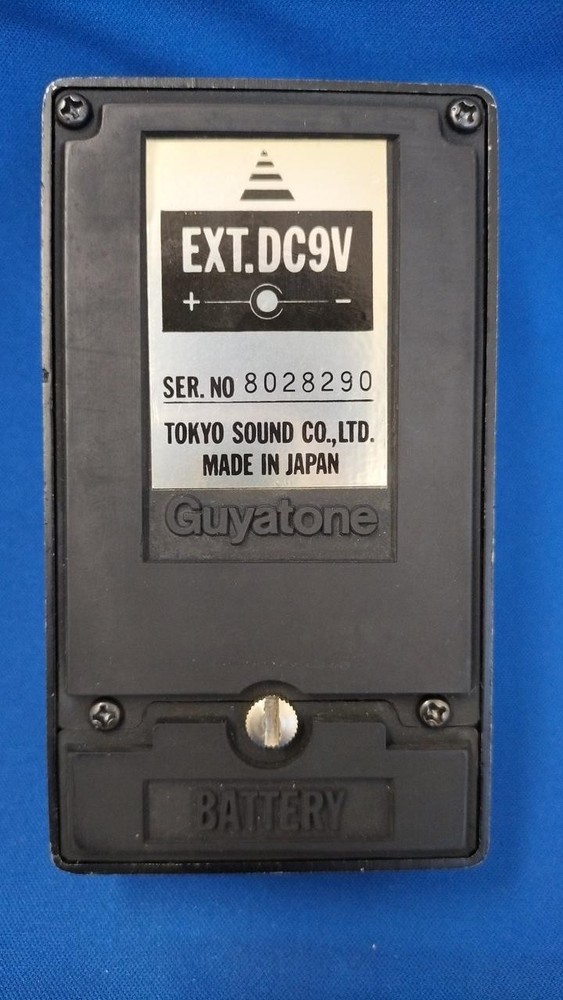 EXT.DC9V
+ -
SER. NO 8028290
TOKYO SOUND CO.,LTD.
MADE IN JAPAN
Guyatone
BATTERY